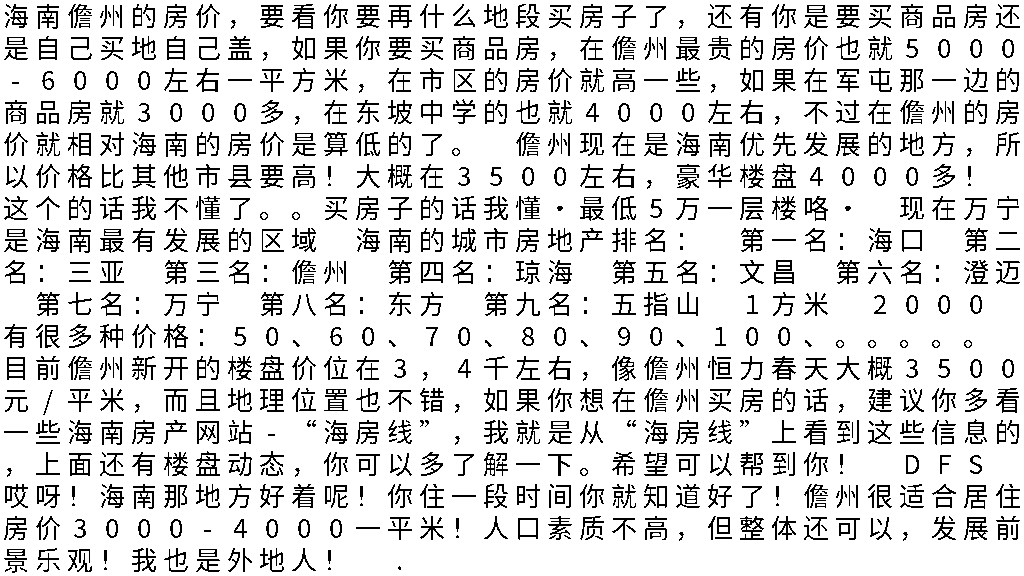 海南儋州的房价，要看你要再什么地段买房子了，还有你是要买商品房还
是自己买地自己盖，如果你要买商品房，在儋州最贵的房价也就5000
-6000左右一平方米，在市区的房价就高一些，如果在军屯那一边的
商品房就3000多，在东坡中学的也就4000左右，不过在儋州的房
价就相对海南的房价是算低的了。　儋州现在是海南优先发展的地方，所
以价格比其他市县要高！大概在3500左右，豪华楼盘4000多！
这个的话我不懂了。。买房子的话我懂·最低5万一层楼咯·　现在万宁
是海南最有发展的区域　海南的城市房地产排名：　第一名：海口　第二
名：三亚　第三名：儋州　第四名：琼海　第五名：文昌　第六名：澄迈
　第七名：万宁　第八名：东方　第九名：五指山　1方米　2000
有很多种价格：50、60、70、80、90、100、。。。。。
目前儋州新开的楼盘价位在3，4千左右，像儋州恒力春天大概3500
元/平米，而且地理位置也不错，如果你想在儋州买房的话，建议你多看
一些海南房产网站-“海房线”，我就是从“海房线”上看到这些信息的
，上面还有楼盘动态，你可以多了解一下。希望可以帮到你！　DFS
哎呀！海南那地方好着呢！你住一段时间你就知道好了！儋州很适合居住
房价3000-4000一平米！人口素质不高，但整体还可以，发展前
景乐观！我也是外地人！　.